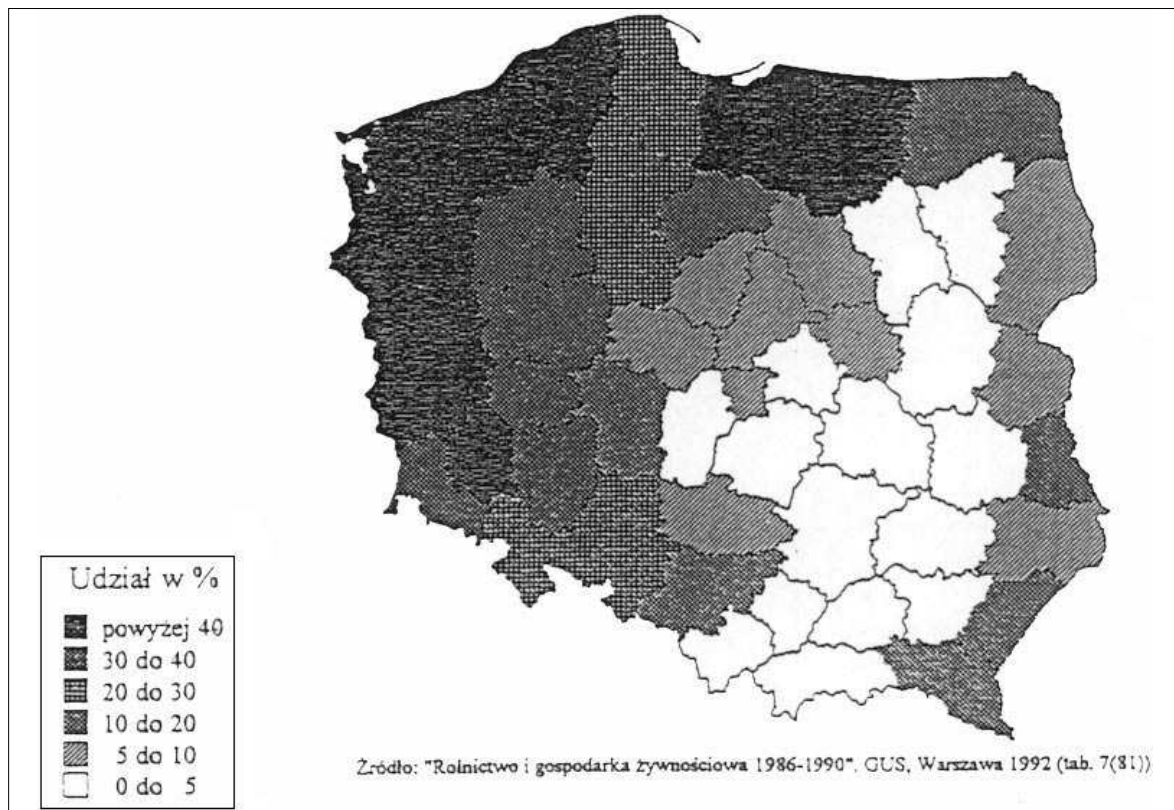 Udział w %
powyżej 40
30 do 40
20 do 30
10 do 20
5 do 10
0 do 5
Źródło: "Rolnictwo i gospodarka żywnościowa 1986-1990", GUS, Warszawa 1992 (tab. 7(81))